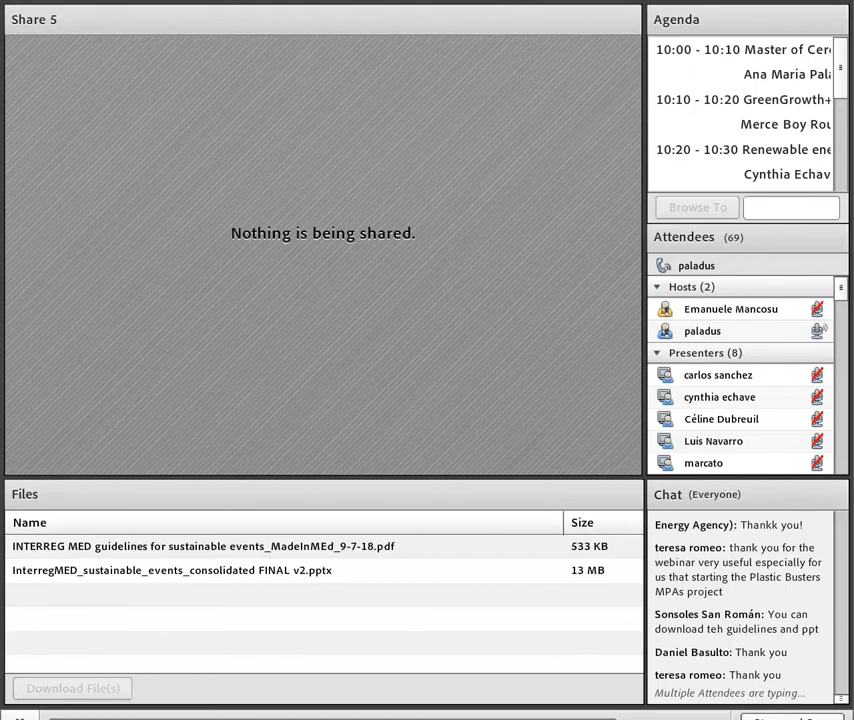 Share 5
Nothing is being shared.
Agenda
10:00 - 10:10 Master of Cer
Ana Maria Pal
10:10 - 10:20 GreenGrowth+
Merce Boy Rou
10:20 - 10:30 Renewable ene
Cynthia Echav
Browse To
Attendees (69)
paladus
Hosts (2)
Emanuele Mancosu
paladus
Presenters (8)
carlos sanchez
cynthia echave
Céline Dubreuil
Luis Navarro
marcato
Files
Name Size
INTERREG MED guidelines for sustainable events_MadeInMEd_9-7-18.pdf 533 KB
InterregMED_sustainable_events_consolidated FINAL v2.pptx 13 MB
Download File(s)
Chat (Everyone)
Energy Agency): Thankk you!
teresa romeo: thank you for the
webinar very useful especially for
us that starting the Plastic Busters
MPAs project
Sonsoles San Román: You can
download teh guidelines and ppt
Daniel Basulto: Thank you
teresa romeo: Thank you
Multiple Attendees are typing...